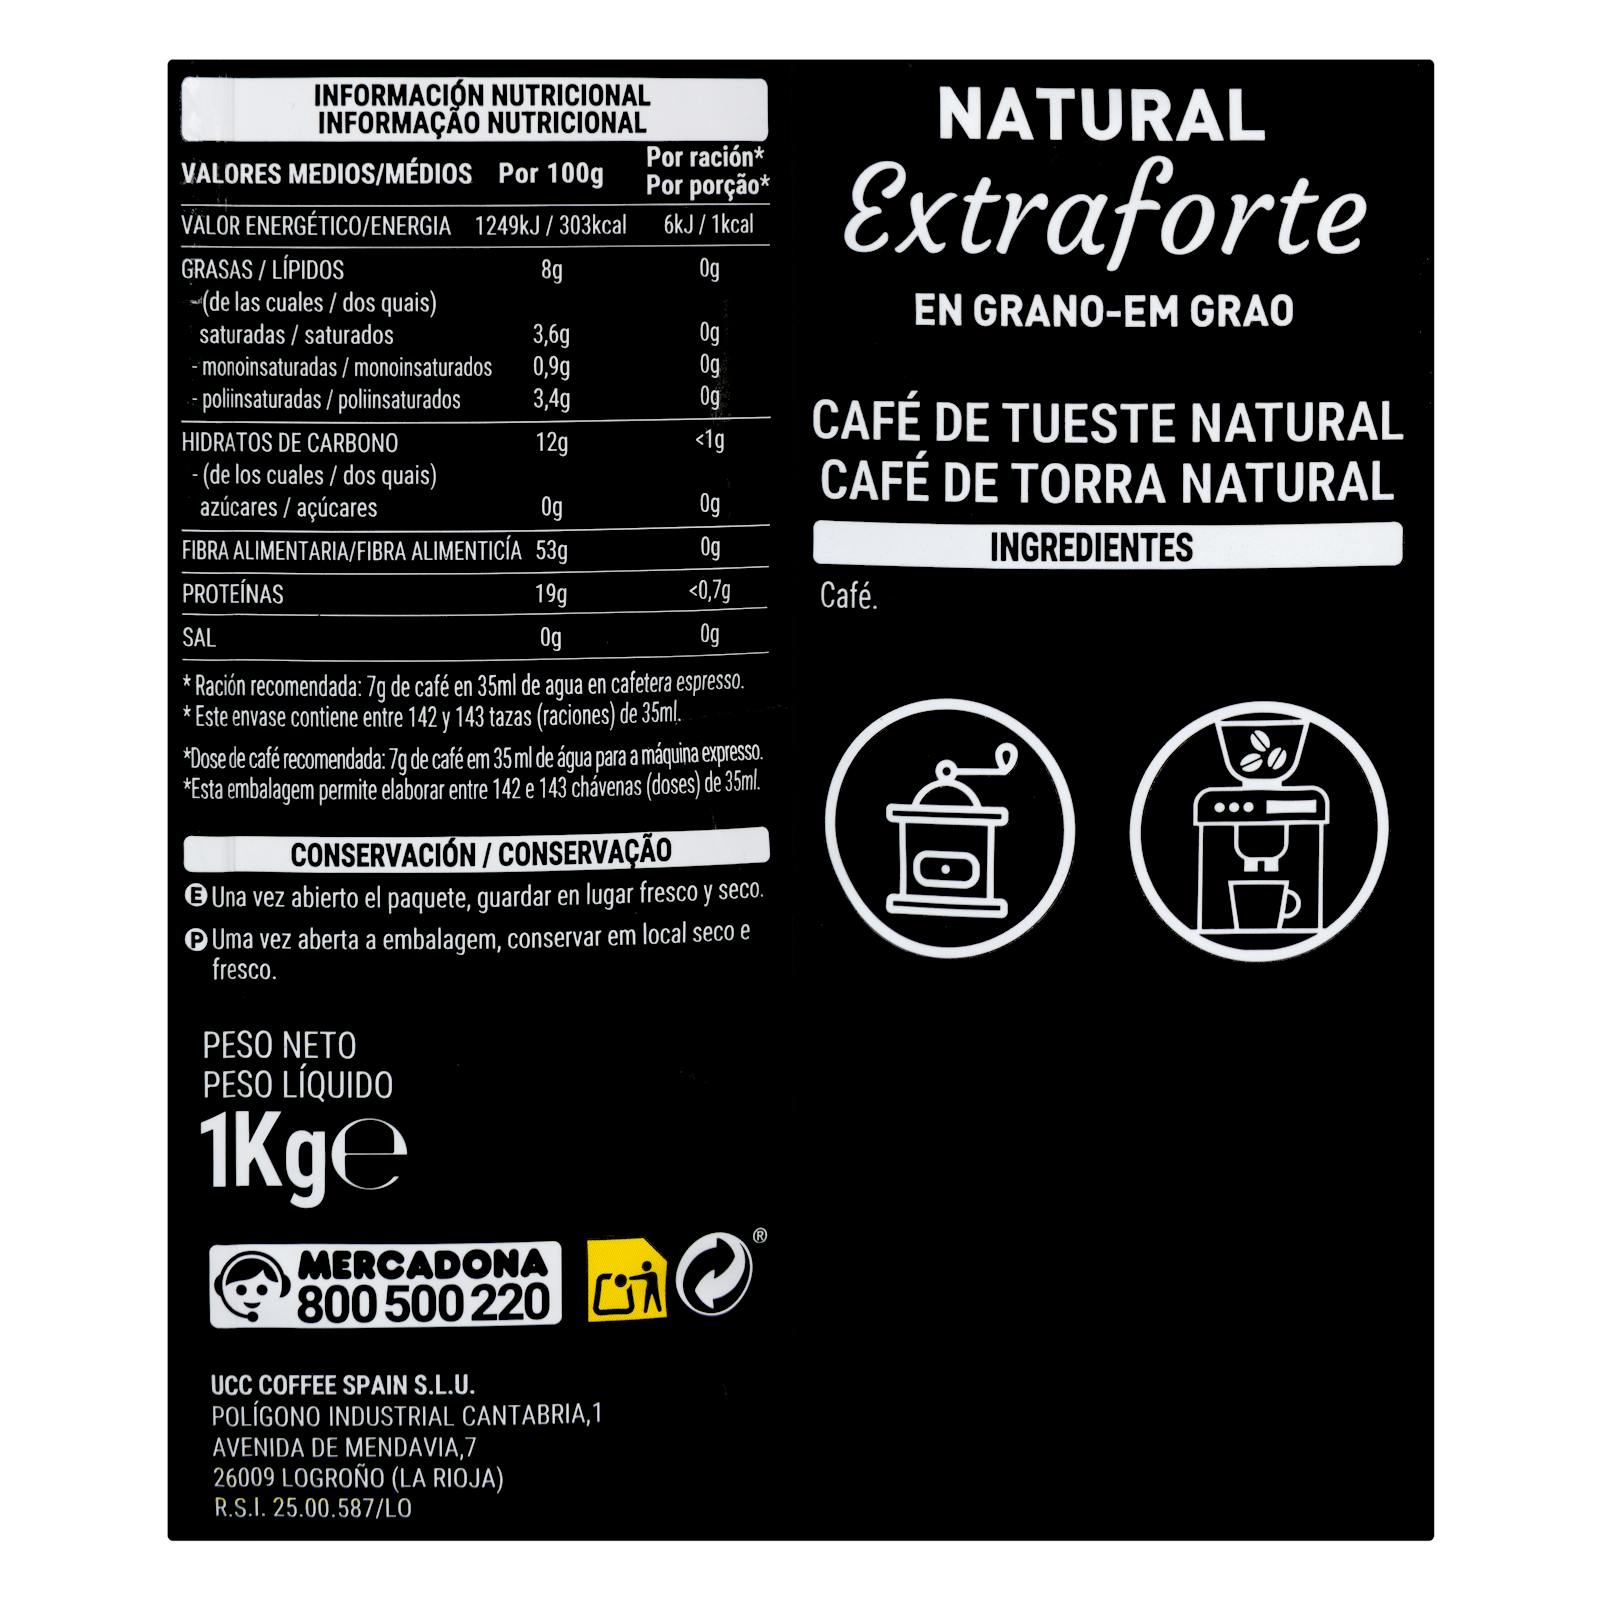 INFORMACIÓN NUTRICIONAL
INFORMAÇÃO NUTRICIONAL
VALORES MEDIOS/MÉDIOS Por 100g Por ración*
Por porção*
VALOR ENERGÉTICO/ENERGIA 1249kJ / 303kcal 6kJ / 1kcal
GRASAS / LÍPIDOS 8g 0g
-(de las cuales / dos quais)
saturadas / saturados 3,6g 0g
- monoinsaturadas / monoinsaturados 0,9g 0g
- poliinsaturadas / poliinsaturados 3,4g 0g
HIDRATOS DE CARBONO 12g <1g
- (de los cuales / dos quais)
azúcares / açúcares 0g 0g
FIBRA ALIMENTARIA/FIBRA ALIMENTICÍA 53g 0g
PROTEÍNAS 19g <0,7g
SAL 0g 0g
* Ración recomendada: 7g de café en 35ml de agua en cafetera espresso.
* Este envase contiene entre 142 y 143 tazas (raciones) de 35ml.
*Dose de café recomendada: 7g de café em 35 ml de água para a máquina expresso.
*Esta embalagem permite elaborar entre 142 e 143 chávenas (doses) de 35ml.
CONSERVACIÓN / CONSERVAÇÃO
E Una vez abierto el paquete, guardar en lugar fresco y seco.
P Uma vez aberta a embalagem, conservar em local seco e
fresco.
PESO NETO
PESO LÍQUIDO
1Kg℮
MERCADONA
800 500 220
®
UCC COFFEE SPAIN S.L.U.
POLÍGONO INDUSTRIAL CANTABRIA,1
AVENIDA DE MENDAVIA,7
26009 LOGROÑO (LA RIOJA)
R.S.I. 25.00.587/LO
NATURAL
Extraforte
EN GRANO-EM GRAO
CAFÉ DE TUESTE NATURAL
CAFÉ DE TORRA NATURAL
INGREDIENTES
Café.